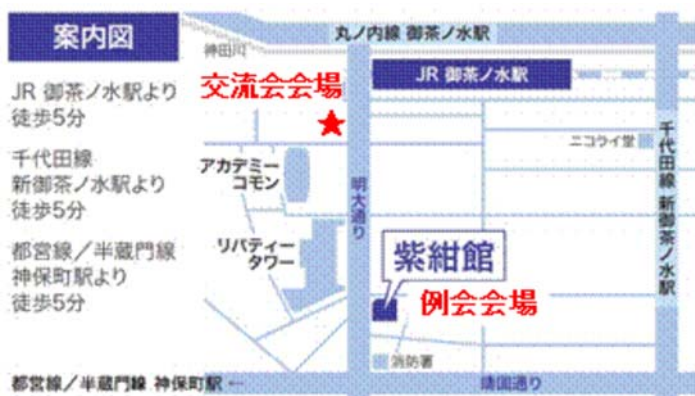 案内図
JR 御茶ノ水駅より
徒歩5分
千代田線
新御茶ノ水駅より
徒歩5分
都営線／半蔵門線
神保町駅より
徒歩5分
丸ノ内線 御茶ノ水駅
神田川
JR 御茶ノ水駅
交流会会場
ニコライ堂
アカデミー
コモン
明大通り
千代田線 新御茶ノ水駅
リバティー
タワー
紫紺館
例会会場
消防署
都営線／半蔵門線 神保町駅 ←
靖国通り